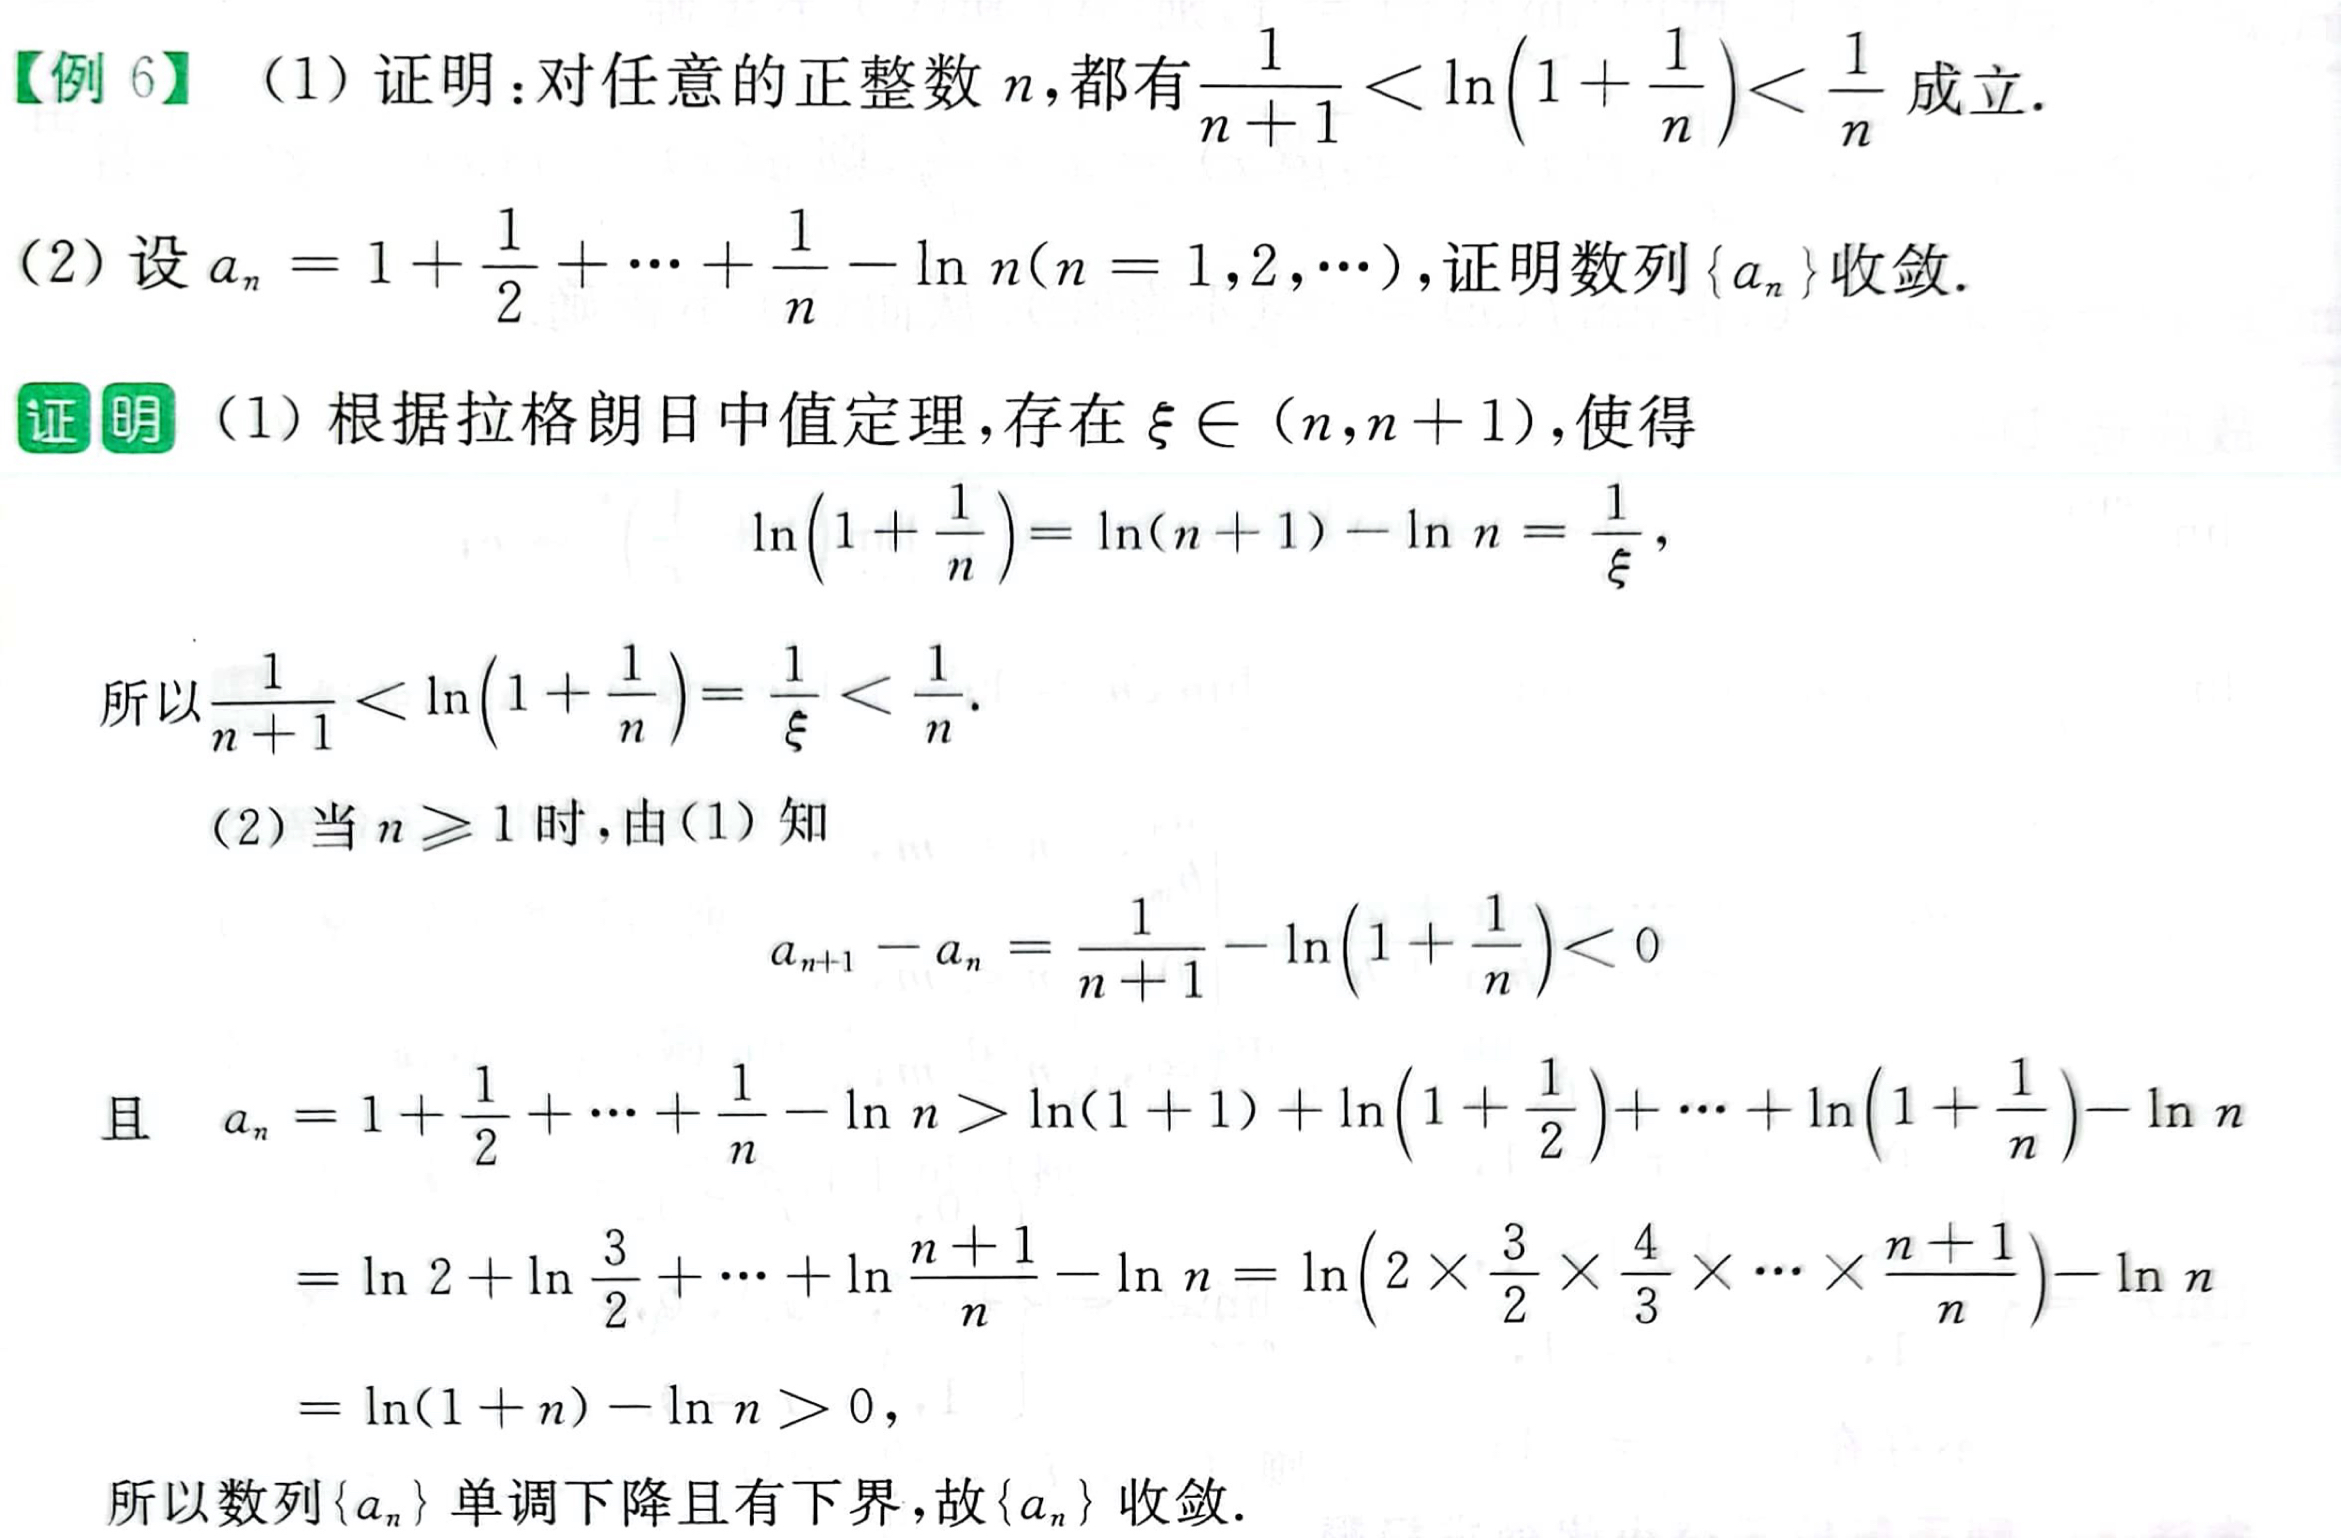 【例 6】 (1) 证明:对任意的正整数 n,都有 \frac{1}{n+1} < \ln\left(1+\frac{1}{n}\right) < \frac{1}{n} 成立.
(2) 设 a_n = 1 + \frac{1}{2} + \cdots + \frac{1}{n} - \ln n (n = 1,2,\cdots),证明数列{a_n}收敛.
证明 (1) 根据拉格朗日中值定理,存在 ξ ∈ (n,n+1),使得
\ln\left(1+\frac{1}{n}\right) = \ln(n+1) - \ln n = \frac{1}{ξ},
所以 \frac{1}{n+1} < \ln\left(1+\frac{1}{n}\right) = \frac{1}{ξ} < \frac{1}{n}.
(2) 当 n ⩾ 1 时,由(1) 知
a_{n+1} - a_n = \frac{1}{n+1} - \ln\left(1+\frac{1}{n}\right) < 0
且 a_n = 1 + \frac{1}{2} + \cdots + \frac{1}{n} - \ln n > \ln(1+1) + \ln\left(1+\frac{1}{2}\right) + \cdots + \ln\left(1+\frac{1}{n}\right) - \ln n
= \ln 2 + \ln \frac{3}{2} + \cdots + \ln \frac{n+1}{n} - \ln n = \ln\left(2 × \frac{3}{2} × \frac{4}{3} × \cdots × \frac{n+1}{n}\right) - \ln n
= \ln(1+n) - \ln n > 0,
所以数列{a_n} 单调下降且有下界,故{a_n} 收敛.